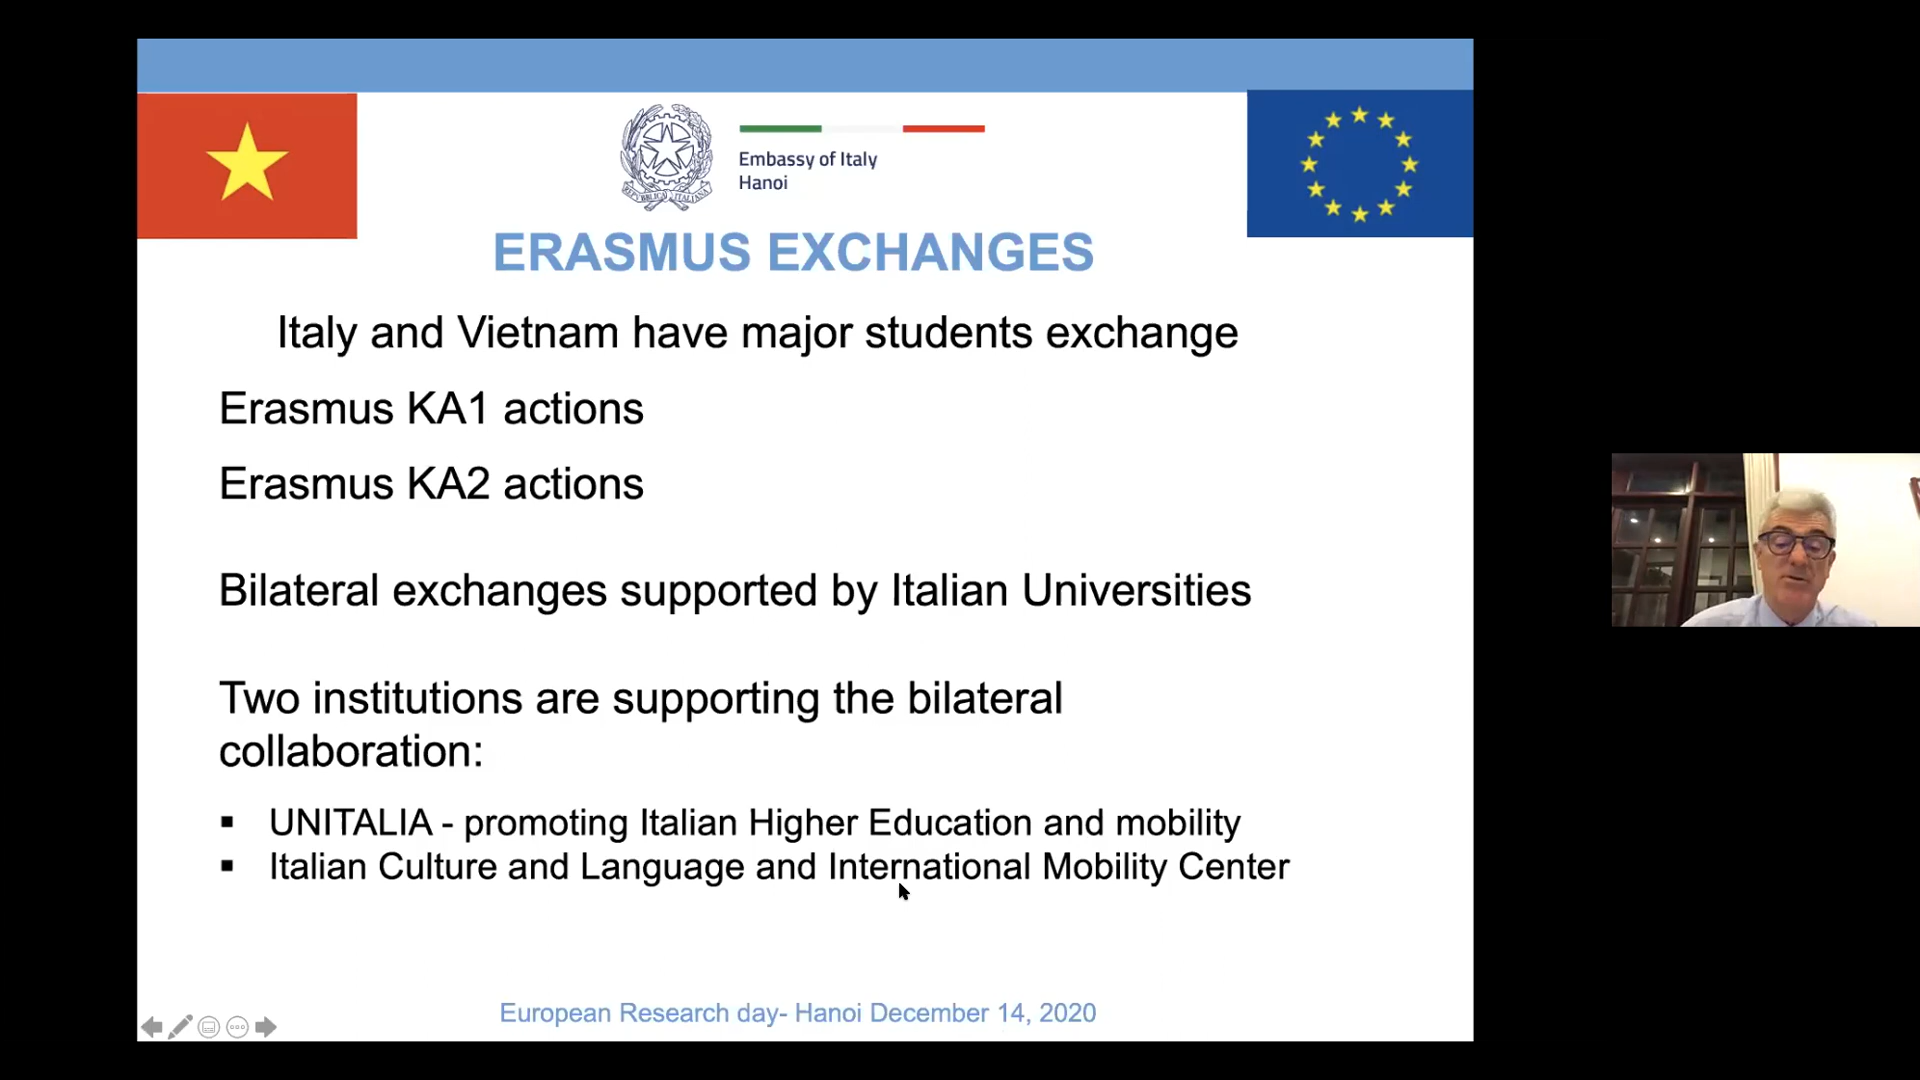 REPVBBLICA ITALIANA
Embassy of Italy
Hanoi
ERASMUS EXCHANGES
Italy and Vietnam have major students exchange
Erasmus KA1 actions
Erasmus KA2 actions
Bilateral exchanges supported by Italian Universities
Two institutions are supporting the bilateral
collaboration:
▪ UNITALIA - promoting Italian Higher Education and mobility
▪ Italian Culture and Language and International Mobility Center
European Research day- Hanoi December 14, 2020